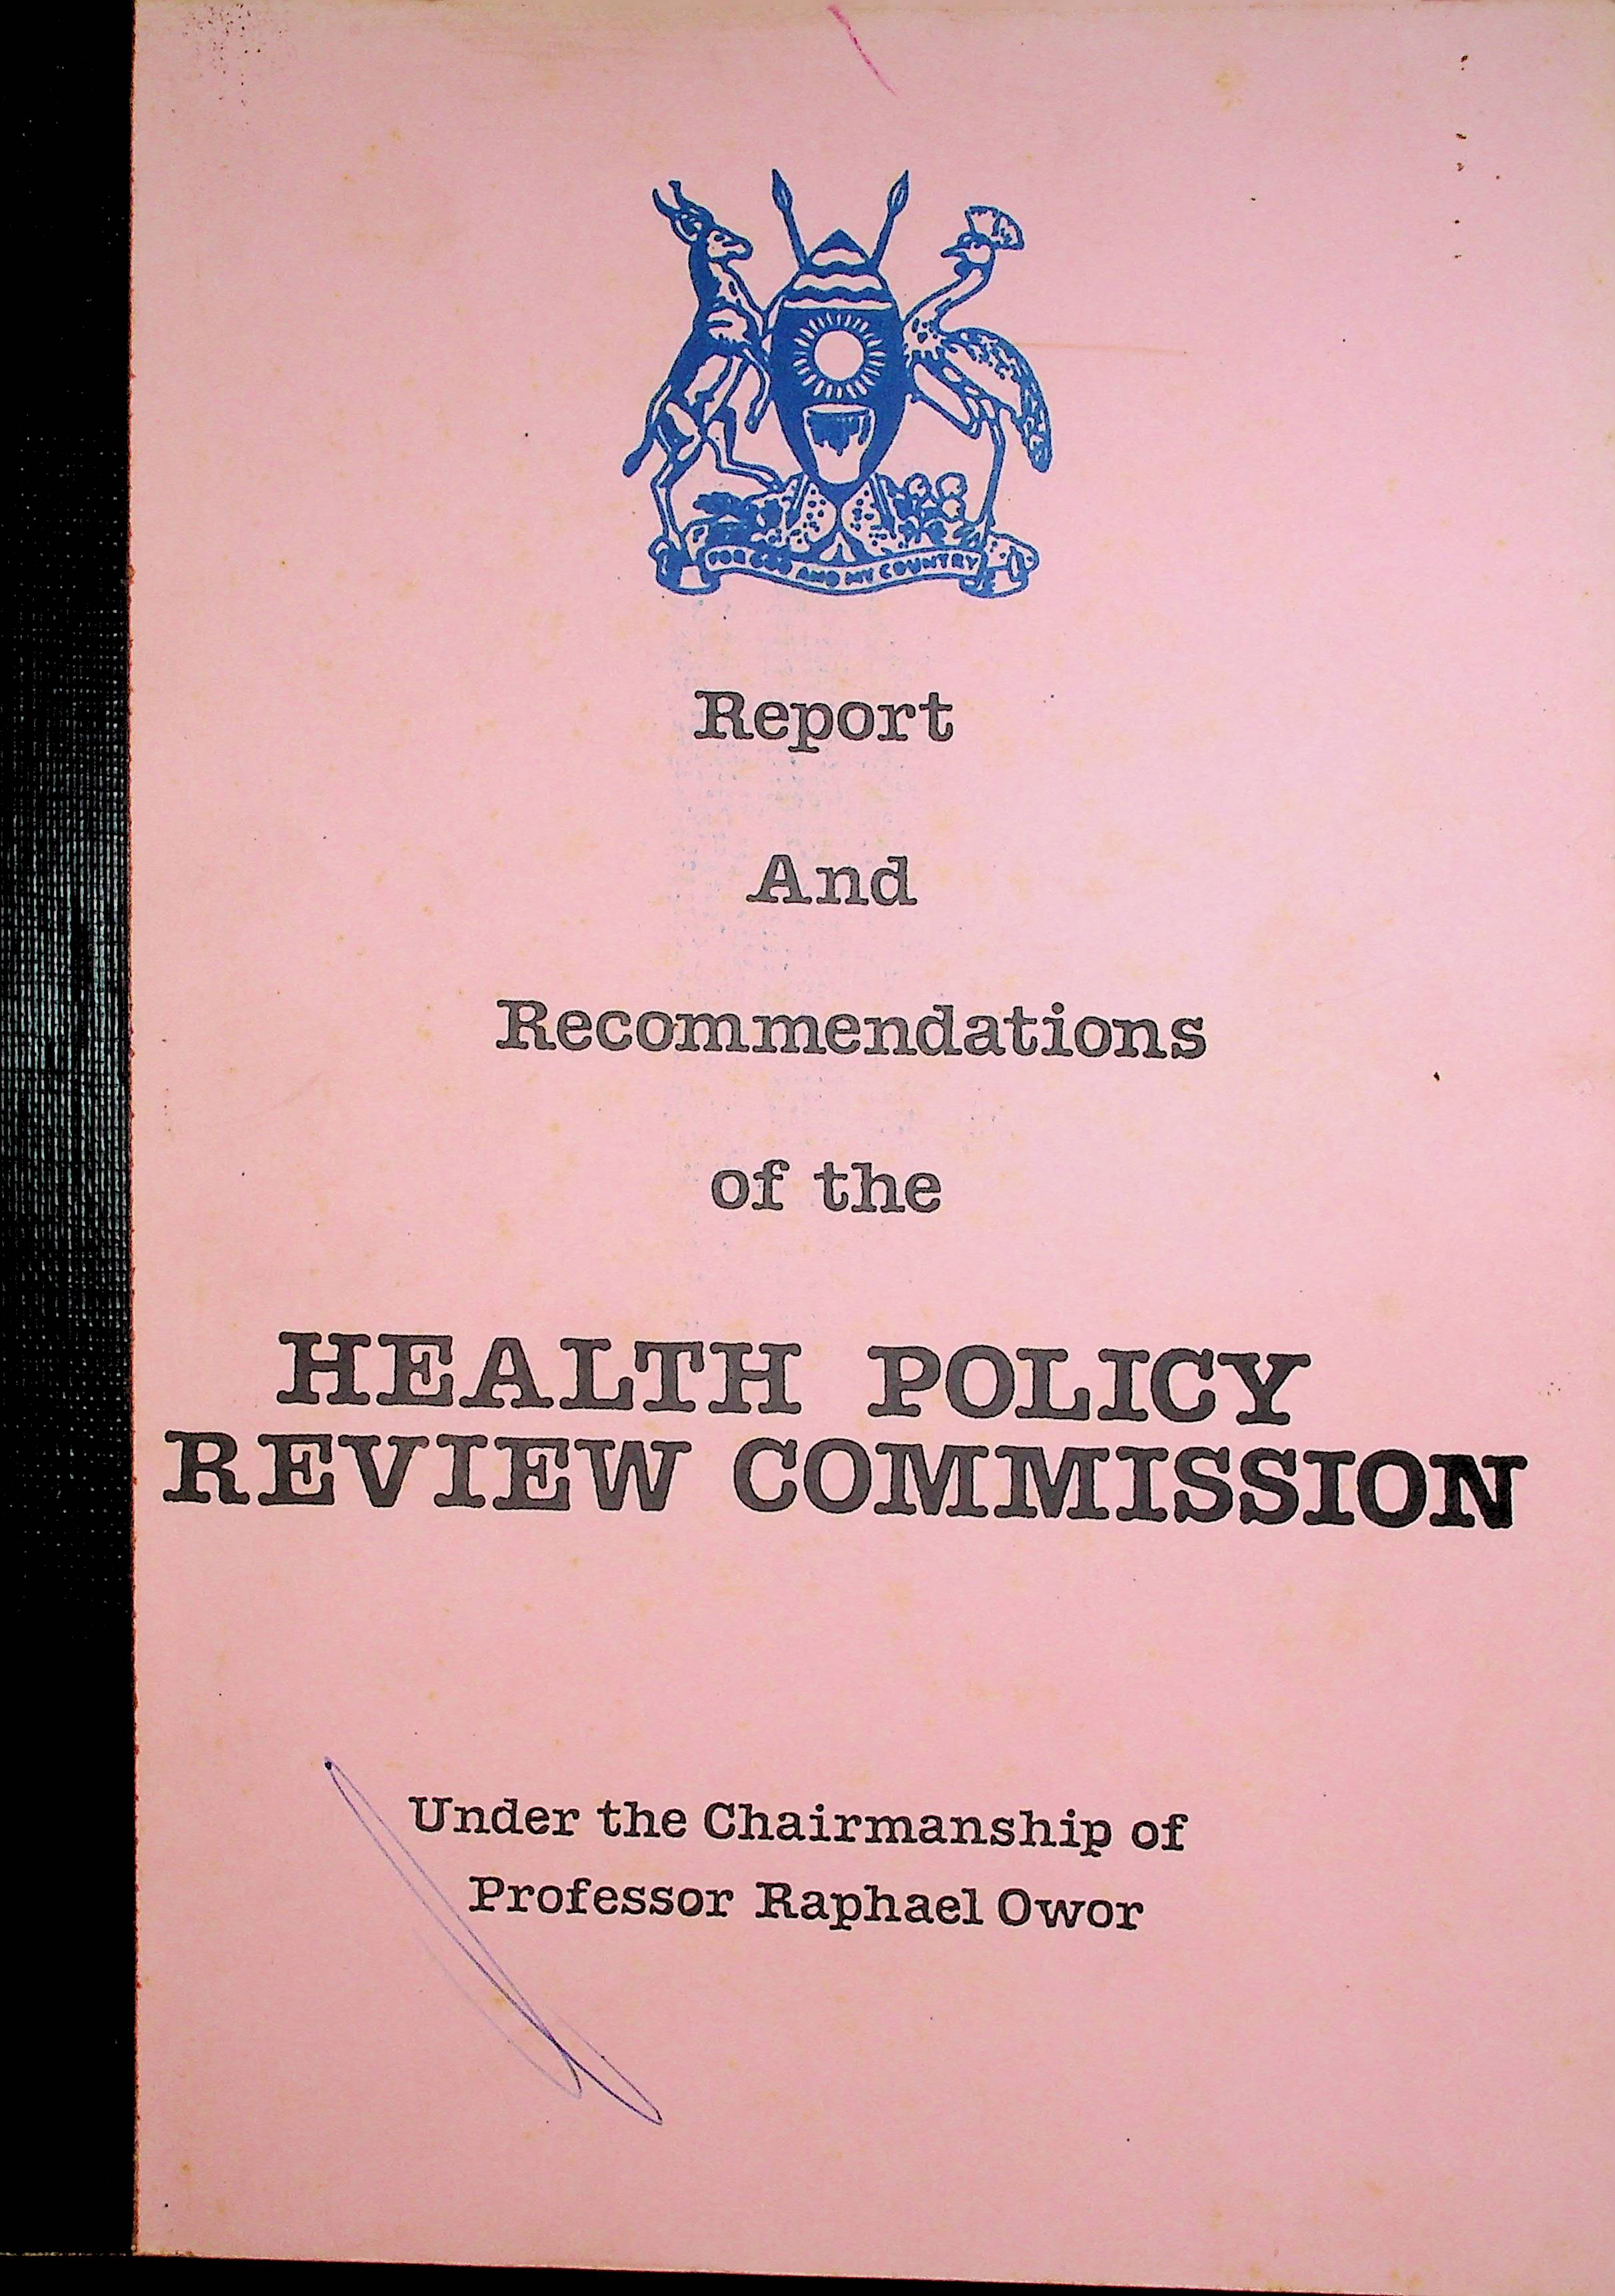 FOR GOD AND MY COUNTRY
Report
And
Recommendations
of the
HEALTH POLICY
REVIEW COMMISSION
Under the Chairmanship of
Professor Raphael Owor